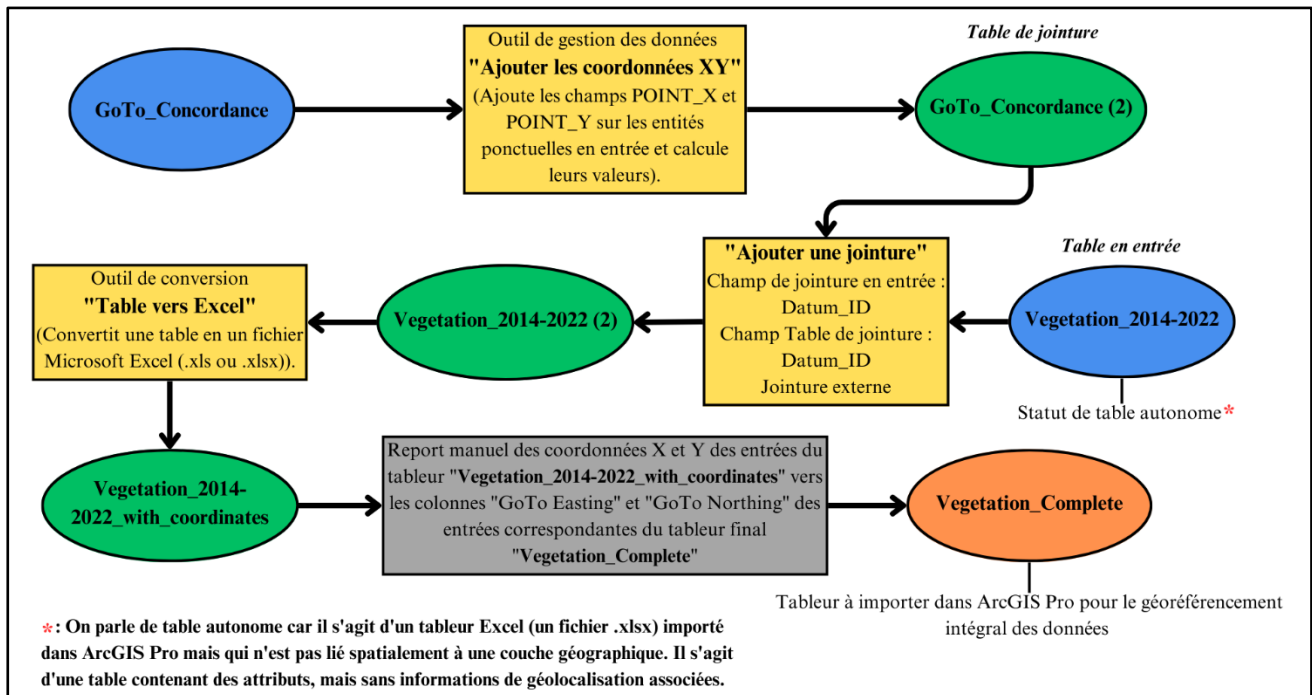 GoTo_Concordance
Outil de gestion des données
"Ajouter les coordonnées XY"
(Ajoute les champs POINT_X et
POINT_Y sur les entités
ponctuelles en entrée et calcule
leurs valeurs).
Table de jointure
GoTo_Concordance (2)
Table en entrée
Vegetation_2014-2022
Statut de table autonome*
"Ajouter une jointure"
Champ de jointure en entrée :
Datum_ID
Champ Table de jointure :
Datum_ID
Jointure externe
Vegetation_2014-2022 (2)
Outil de conversion
"Table vers Excel"
(Convertit une table en un fichier
Microsoft Excel (.xls ou .xlsx)).
Vegetation_2014-
2022_with_coordinates
Report manuel des coordonnées X et Y des entrées du
tableur "Vegetation_2014-2022_with_coordinates" vers
les colonnes "GoTo Easting" et "GoTo Northing" des
entrées correspondantes du tableur final
"Vegetation_Complete"
Vegetation_Complete
Tableur à importer dans ArcGIS Pro pour le géoréférencement
intégral des données
*: On parle de table autonome car il s'agit d'un tableur Excel (un fichier .xlsx) importé
dans ArcGIS Pro mais qui n'est pas lié spatialement à une couche géographique. Il s'agit
d'une table contenant des attributs, mais sans informations de géolocalisation associées.